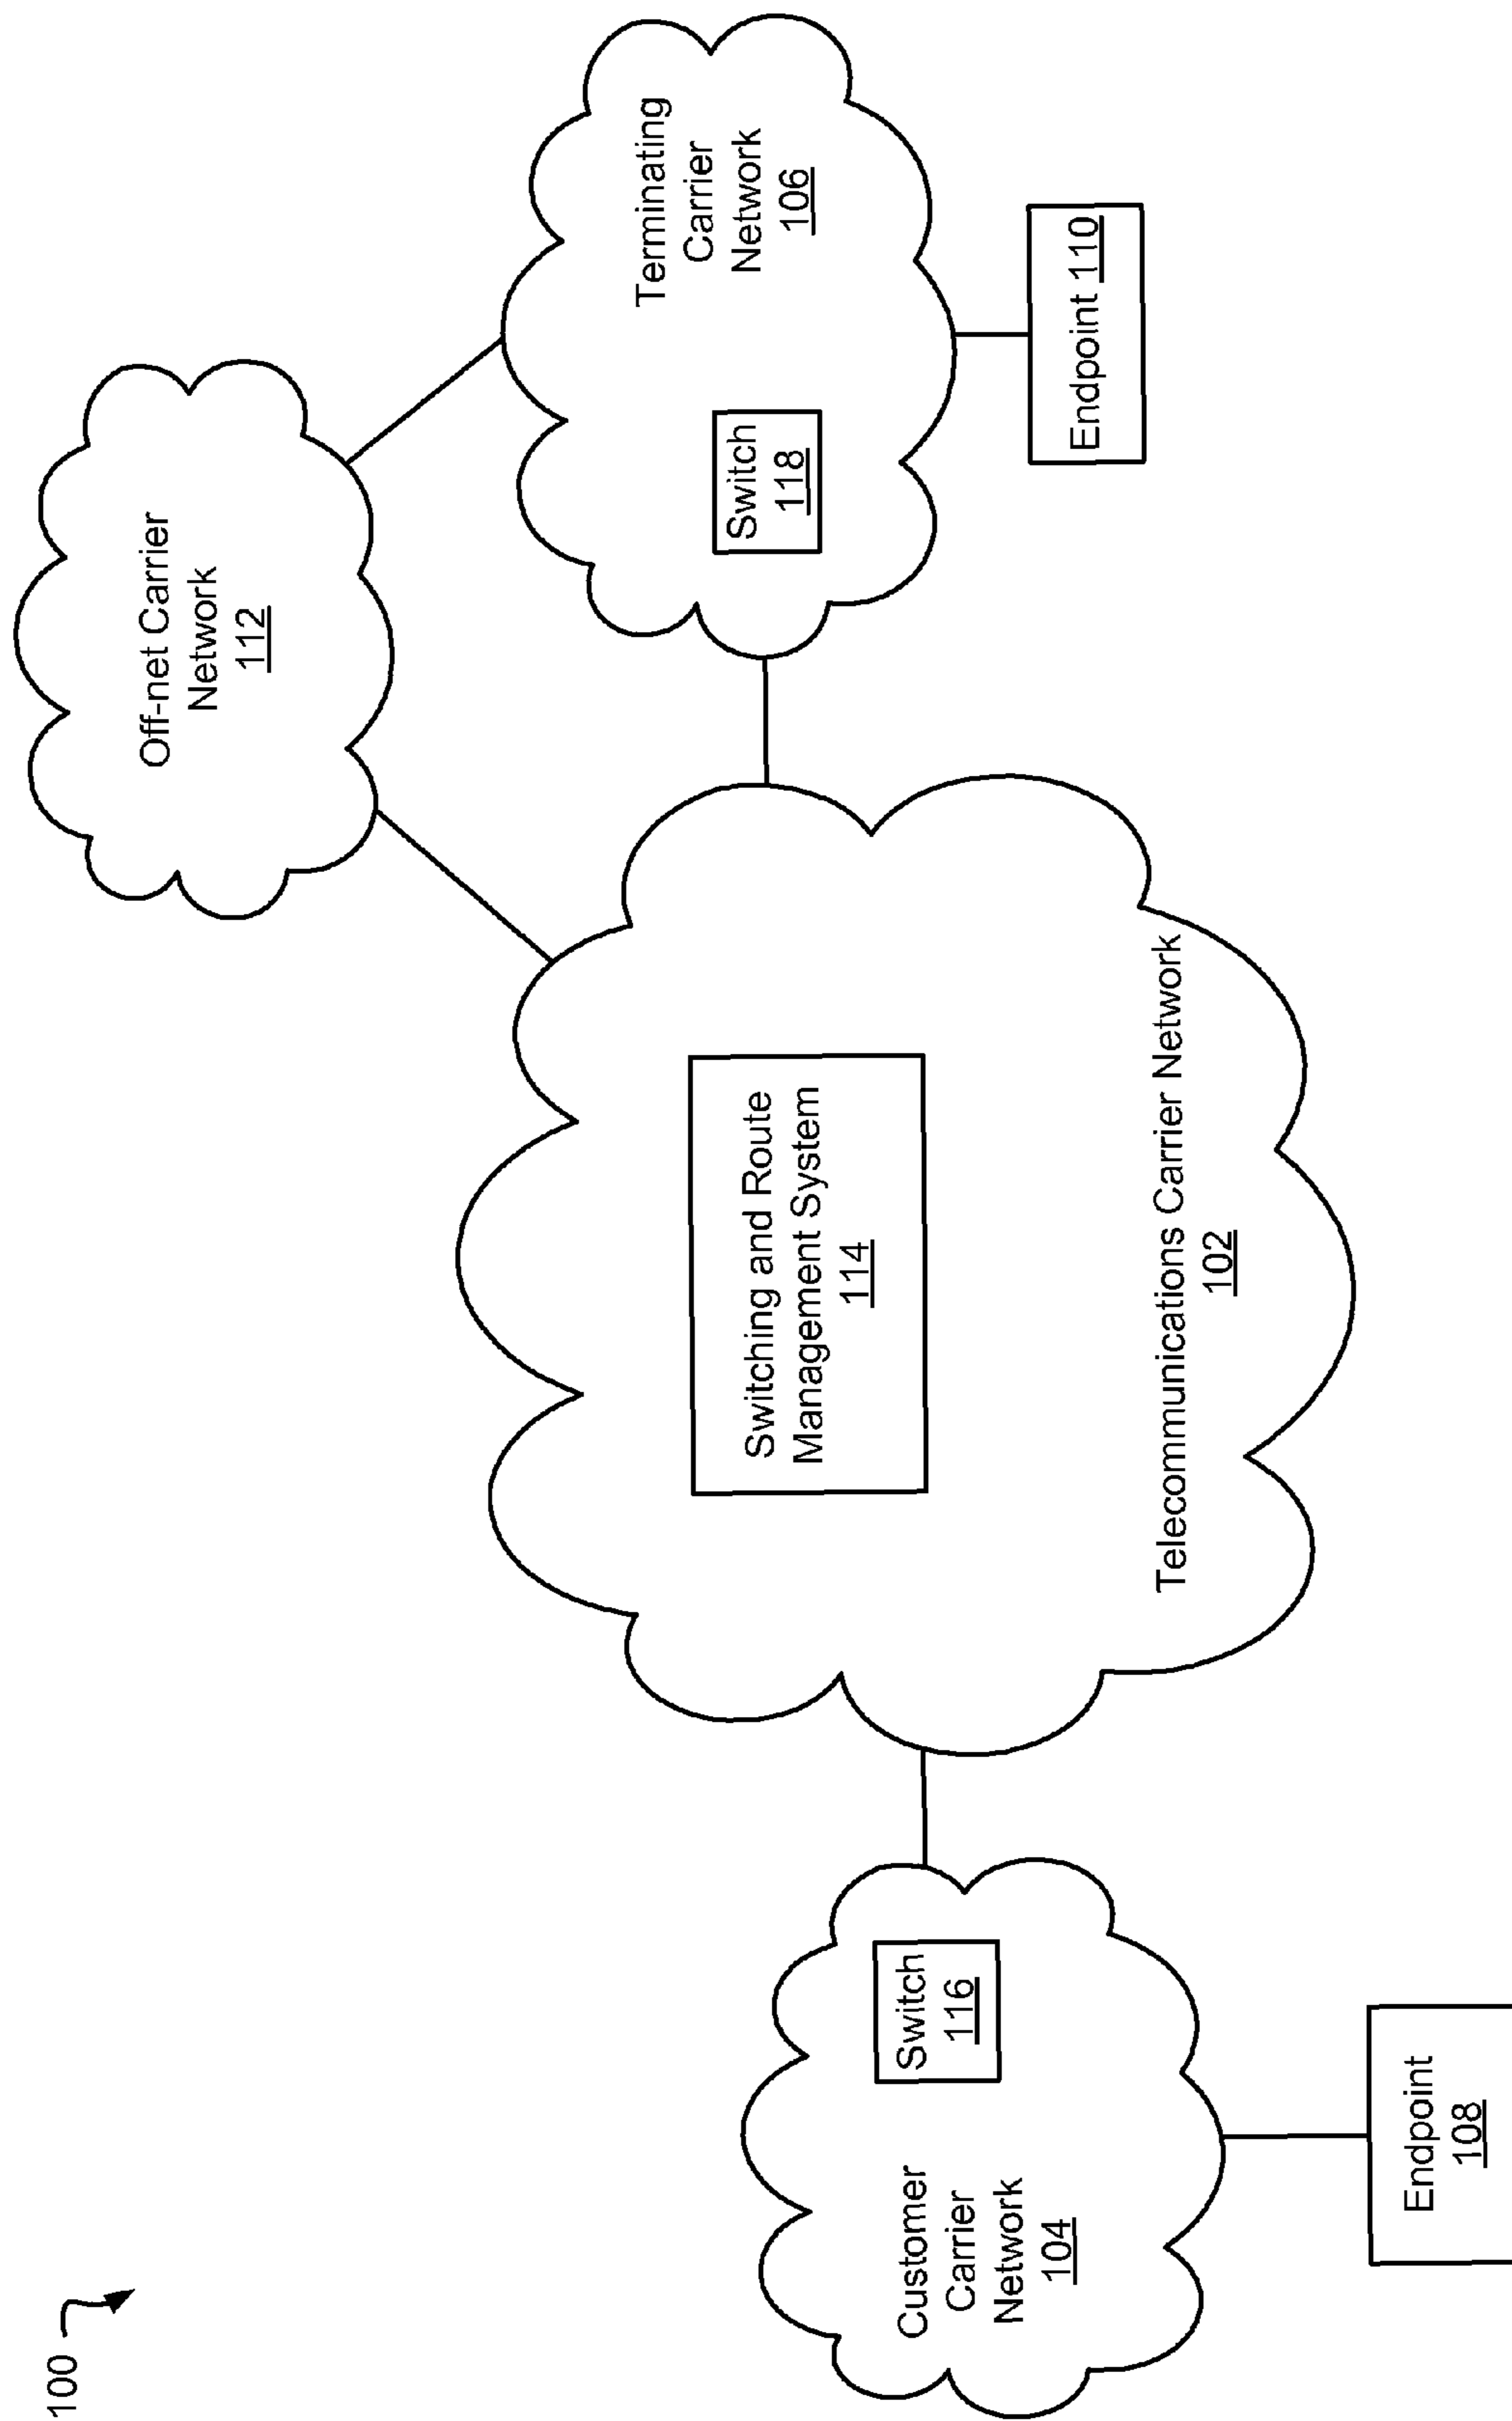 100
Off-net Carrier
Network
112
Terminating
Carrier
Network
106
Switch
118
Endpoint 110
Switching and Route
Management System
114
Telecommunications Carrier Network
102
Switch
116
Customer
Carrier
Network
104
Endpoint
108